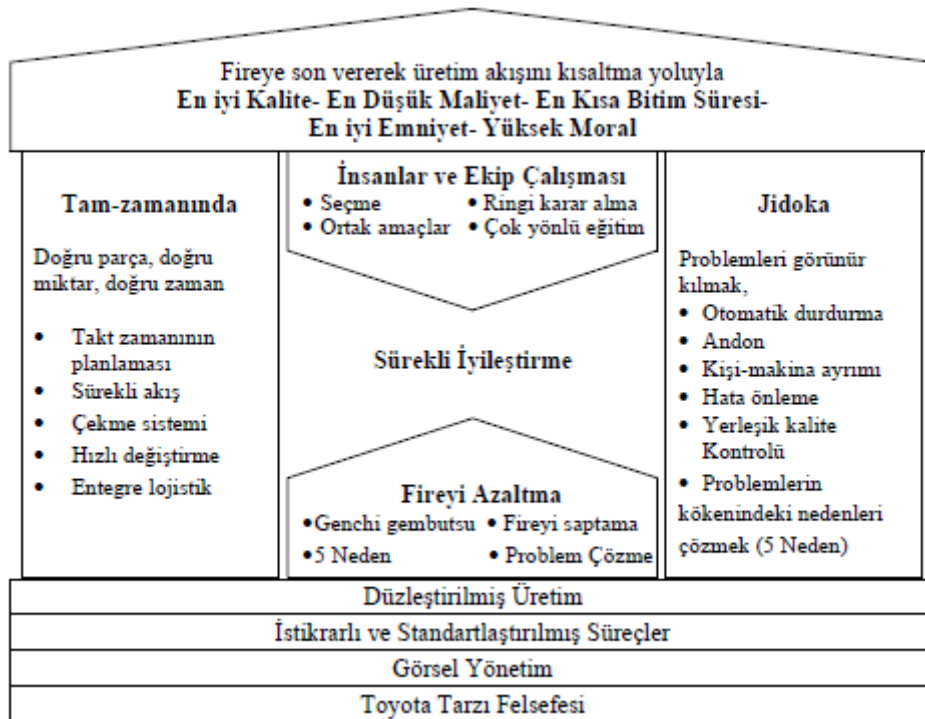 Fireye son vererek üretim akışını kısaltma yoluyla
En iyi Kalite- En Düşük Maliyet- En Kısa Bitim Süresi-
En iyi Emniyet- Yüksek Moral
Tam-zamanında
Doğru parça, doğru
miktar, doğru zaman
• Takt zamanının
planlaması
• Sürekli akış
• Çekme sistemi
• Hızlı değiştirme
• Entegre lojistik
İnsanlar ve Ekip Çalışması
• Seçme • Ringi karar alma
• Ortak amaçlar • Çok yönlü eğitim
Sürekli İyileştirme
Fireyi Azaltma
• Genchi gembutsu • Fireyi saptama
• 5 Neden • Problem Çözme
Jidoka
Problemleri görünür
kılmak,
• Otomatik durdurma
• Andon
• Kişi-makina ayrımı
• Hata önleme
• Yerleşik kalite
Kontrolü
• Problemlerin
kökenindeki nedenleri
çözmek (5 Neden)
Düzleştirilmiş Üretim
İstikrarlı ve Standartlaştırılmış Süreçler
Görsel Yönetim
Toyota Tarzı Felsefesi